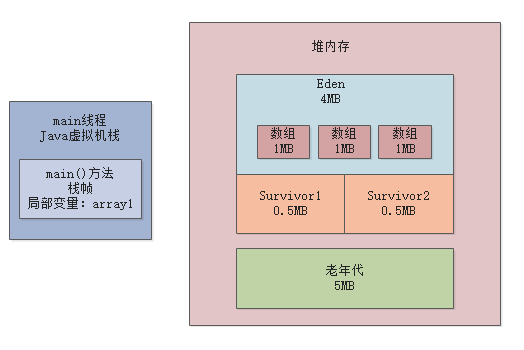 main线程
Java虚拟机栈
main()方法
栈帧
局部变量: array1
堆内存
Eden
4MB
数组
1MB
数组
1MB
数组
1MB
Survivor1
0.5MB
Survivor2
0.5MB
老年代
5MB